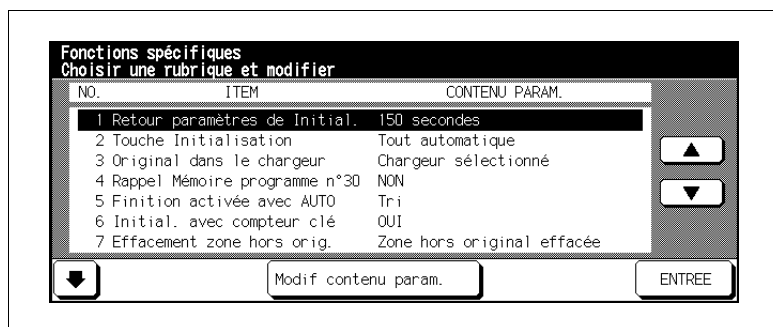 Fonctions spécifiques
Choisir une rubrique et modifier
NO. ITEM CONTENU PARAM.
1 Retour paramètres de Initial. 150 secondes
2 Touche Initialisation Tout automatique
3 Original dans le chargeur Chargeur sélectionné
4 Rappel Mémoire programme n°30 NON
5 Finition activée avec AUTO Tri
6 Initial. avec compteur clé OUI
7 Effacement zone hors orig. Zone hors original effacée
Modif contenu param. ENTREE